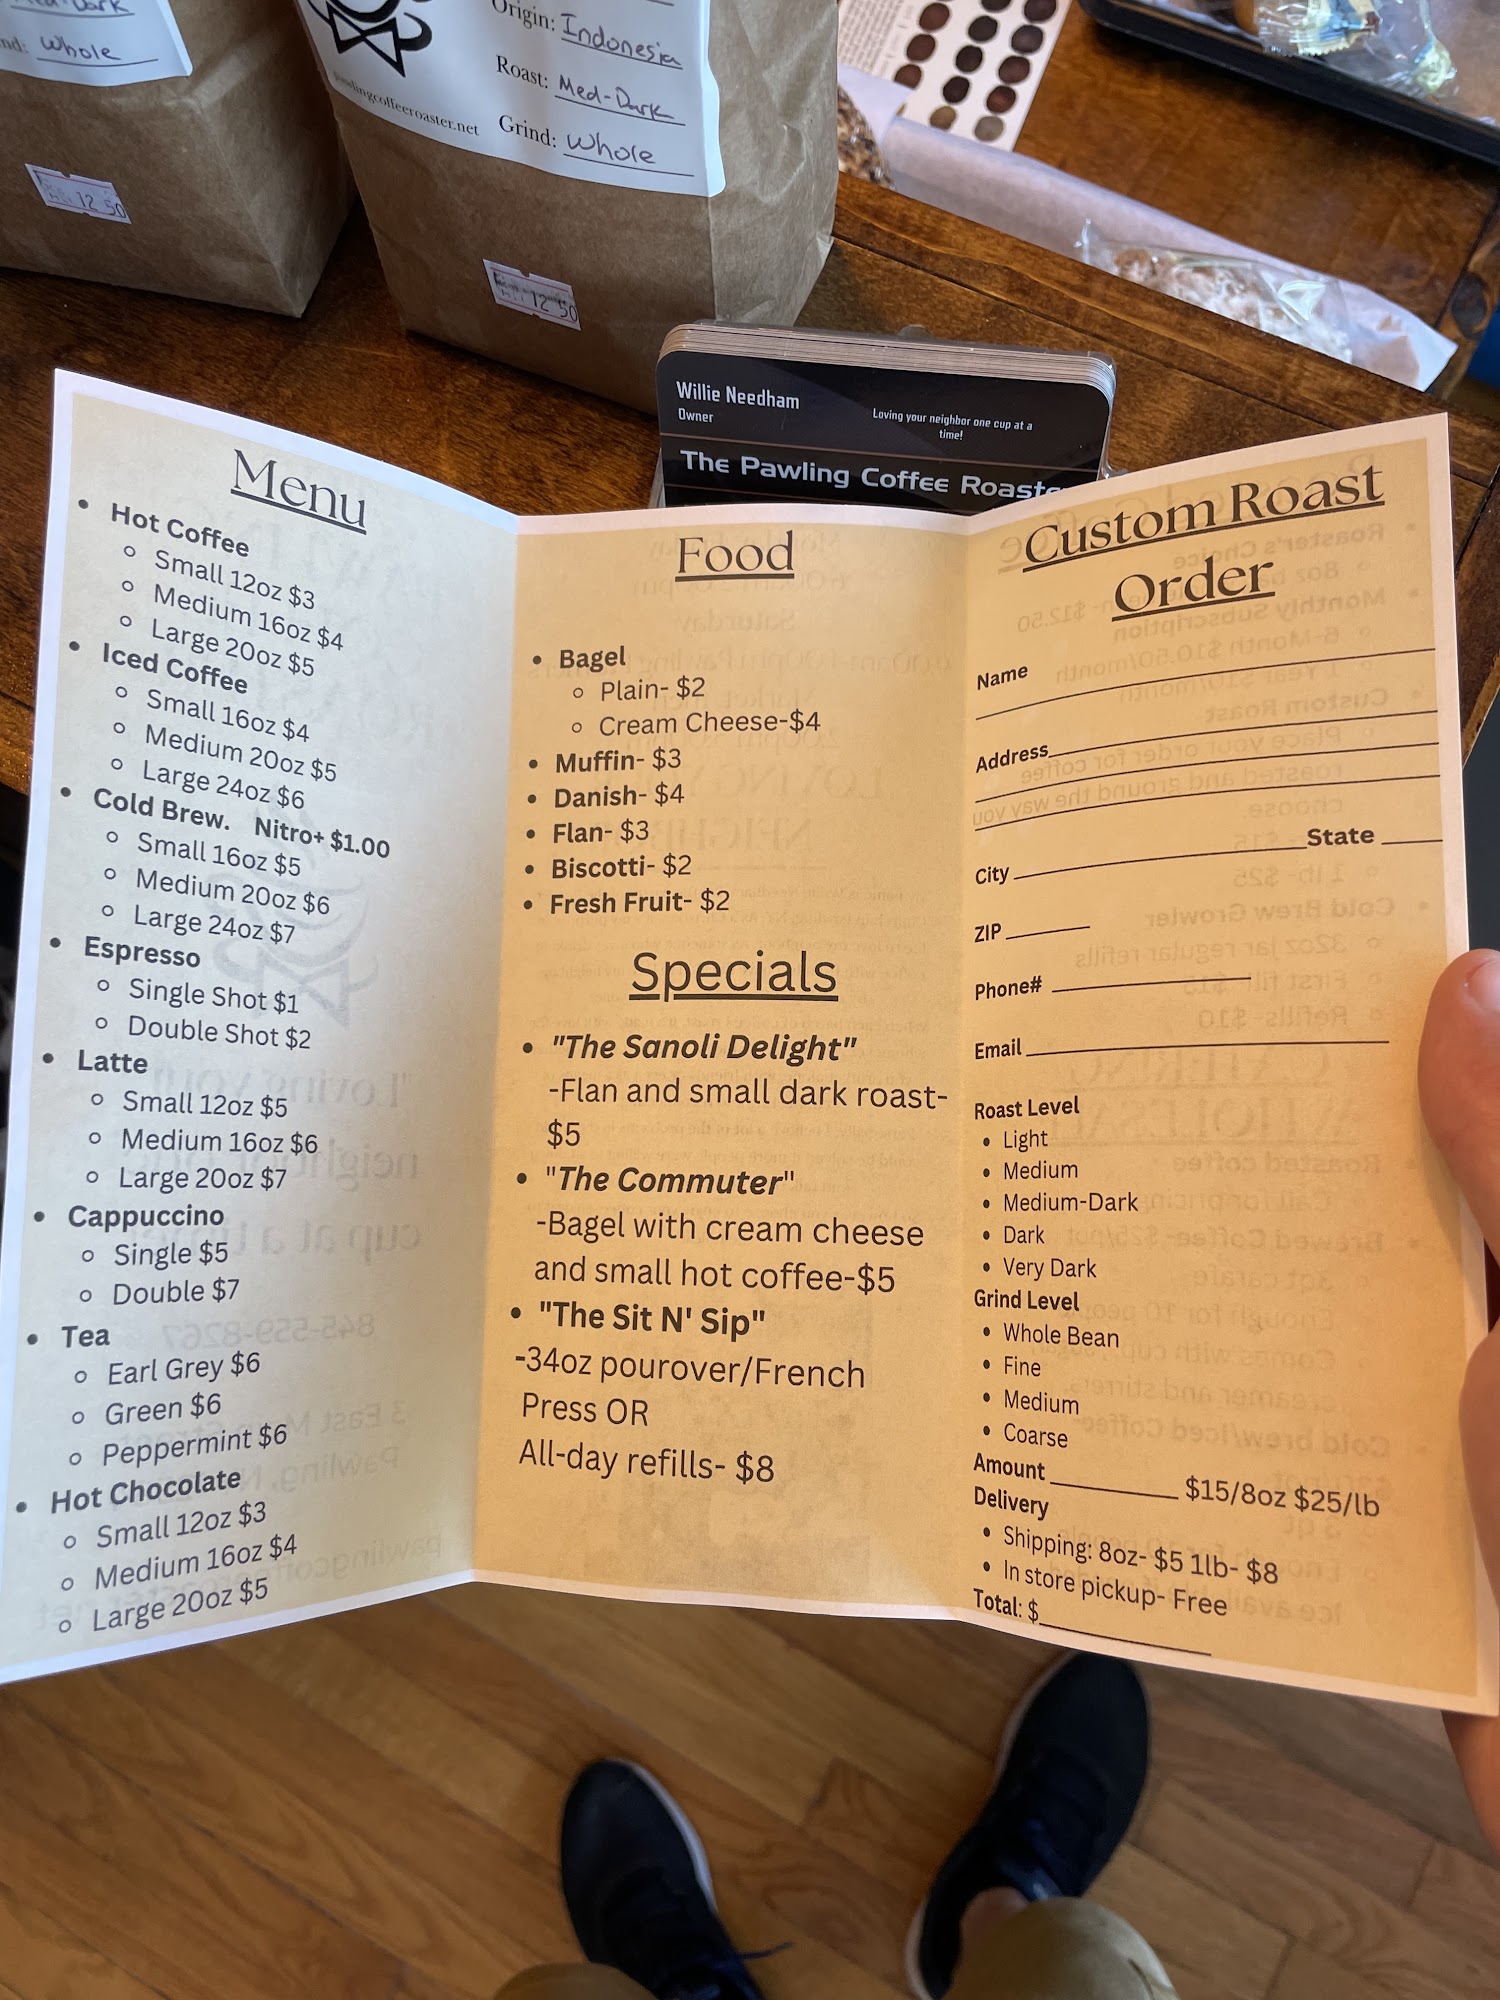 Med-Dark
Whole
Origin: Indonesia
Roast: Med-Dark
Grind: Whole
pawlingcoffeeroaster.net
12 50
12 50
Willie Needham
Owner
Loving your neighbor one cup at a
time!
The Pawling Coffee Roaste
Menu
• Hot Coffee
○ Small 12oz $3
○ Medium 16oz $4
○ Large 20oz $5
• Iced Coffee
○ Small 16oz $4
○ Medium 20oz $5
○ Large 24oz $6
• Cold Brew. Nitro+ $1.00
○ Small 16oz $5
○ Medium 20oz $6
○ Large 24oz $7
• Espresso
○ Single Shot $1
○ Double Shot $2
• Latte
○ Small 12oz $5
○ Medium 16oz $6
○ Large 20oz $7
• Cappuccino
○ Single $5
○ Double $7
• Tea
○ Earl Grey $6
○ Green $6
○ Peppermint $6
• Hot Chocolate
○ Small 12oz $3
○ Medium 16oz $4
○ Large 20oz $5
Food
• Bagel
○ Plain- $2
○ Cream Cheese-$4
• Muffin- $3
• Danish- $4
• Flan- $3
• Biscotti- $2
• Fresh Fruit- $2
Specials
• "The Sanoli Delight"
-Flan and small dark roast-
$5
• "The Commuter"
-Bagel with cream cheese
and small hot coffee-$5
• "The Sit N' Sip"
-34oz pourover/French
Press OR
All-day refills- $8
Custom Roast
Order
Name
Address
City State
ZIP
Phone#
Email
Roast Level
• Light
• Medium
• Medium-Dark
• Dark
• Very Dark
Grind Level
• Whole Bean
• Fine
• Medium
• Coarse
Amount $15/8oz $25/lb
Delivery
• Shipping: 8oz- $5 1lb- $8
• In store pickup- Free
Total: $